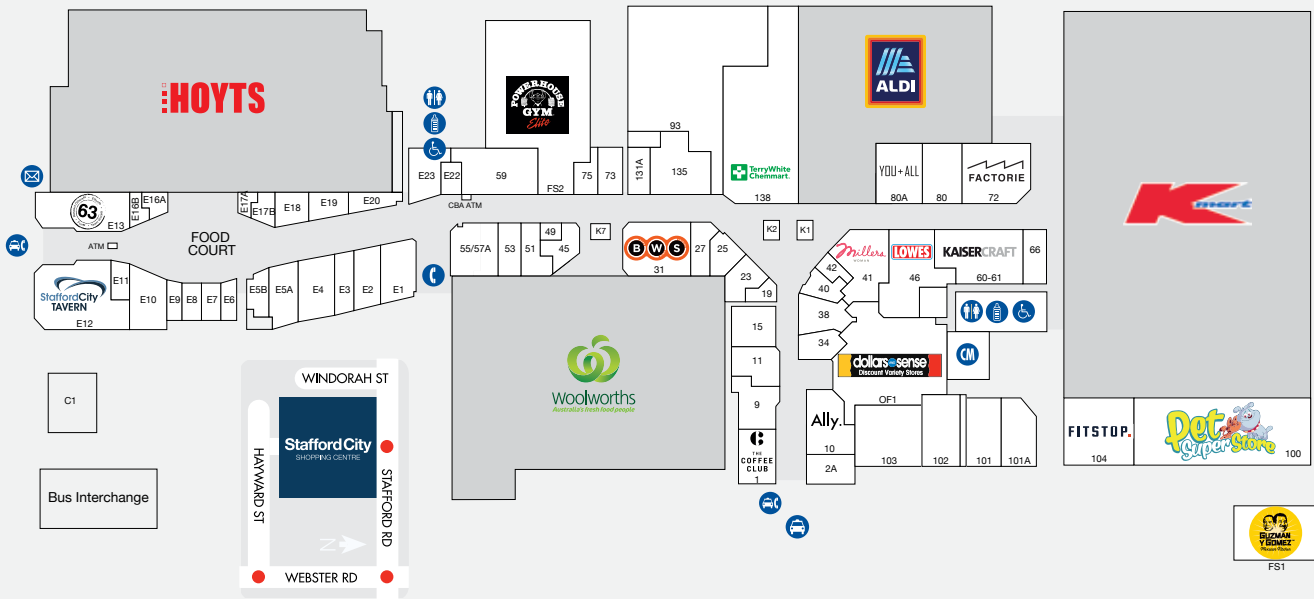 HOYTS
POWERHOUSE
GYM
Elite
ALDI
93
131A
135
TerryWhite
Chemmart.
138
YOU+ALL
80A
80
FACTORIE
72
Kmart
E23
E22
59
FS2
75
73
CBA ATM
63
E13
E16B
E16A
E17A
E17B
E18
E19
E20
ATM
FOOD
COURT
StaffordCity
TAVERN
E12
E11
E10
E9
E8
E7
E6
E5B
E5A
E4
E3
E2
E1
55/57A
53
51
49
45
K7
BWS
31
27
25
23
19
K2
K1
Millers
41
42
40
38
34
LOWES
46
KAISERCRAFT
60-61
66
CM
dollars and sense
Discount Variety Stores
OF1
15
11
9
THE
COFFEE
CLUB
1
Woolworths
Australia's fresh food people
Ally.
10
2A
103
102
101
101A
FITSTOP.
104
Pet
Super Store
100
GUZMAN
Y GOMEZ
Mexican Kitchen
FS1
C1
Bus Interchange
WINDORAH ST
HAYWARD ST
Stafford City
SHOPPING CENTRE
STAFFORD RD
N
WEBSTER RD